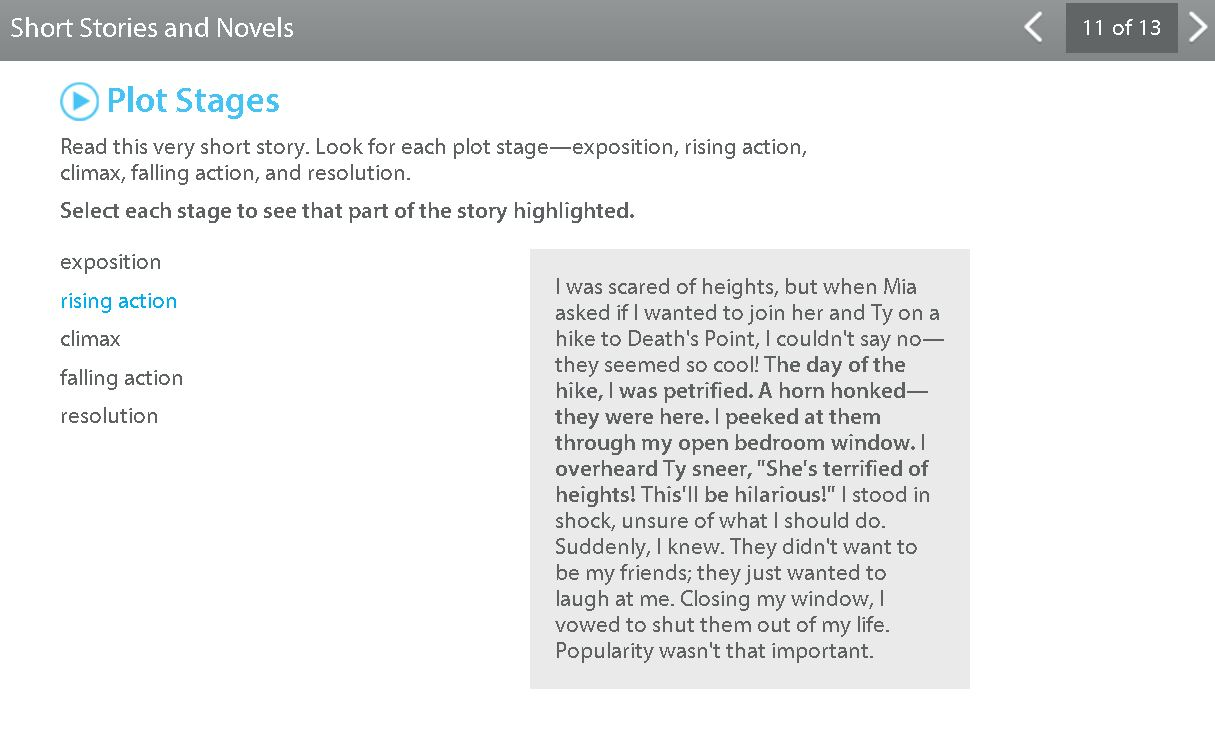 Short Stories and Novels
11 of 13
Plot Stages
Read this very short story. Look for each plot stage—exposition, rising action,
climax, falling action, and resolution.
Select each stage to see that part of the story highlighted.
exposition
rising action
climax
falling action
resolution
I was scared of heights, but when Mia
asked if I wanted to join her and Ty on a
hike to Death's Point, I couldn't say no—
they seemed so cool! The day of the
hike, I was petrified. A horn honked—
they were here. I peeked at them
through my open bedroom window. I
overheard Ty sneer, "She's terrified of
heights! This'll be hilarious!" I stood in
shock, unsure of what I should do.
Suddenly, I knew. They didn't want to
be my friends; they just wanted to
laugh at me. Closing my window, I
vowed to shut them out of my life.
Popularity wasn't that important.